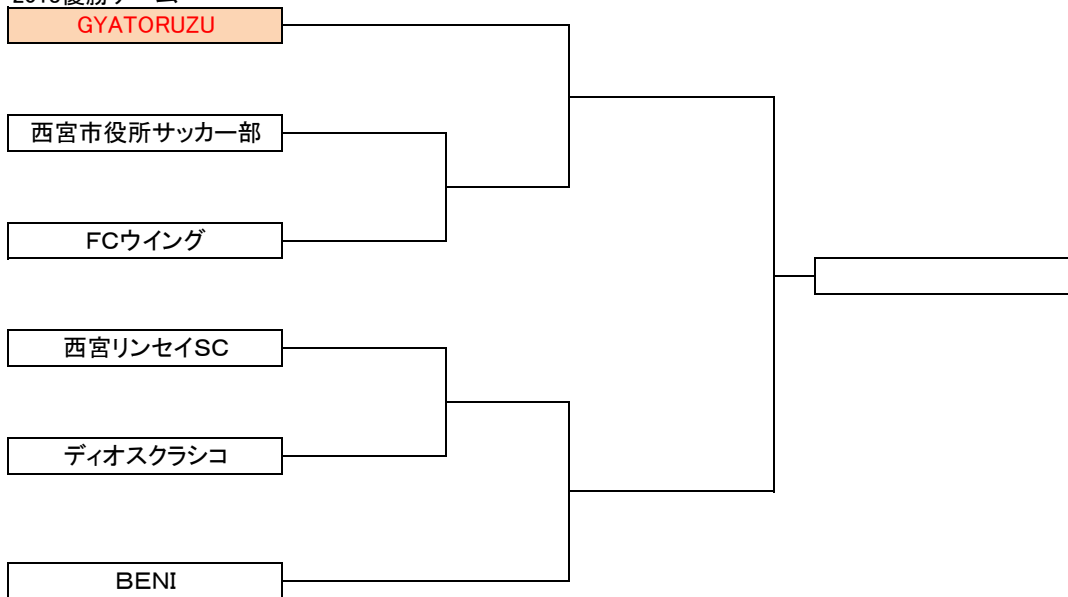 GYATORUZU
西宮市役所サッカー部
FCウイング
西宮リンセイSC
ディオスクラシコ
BENI